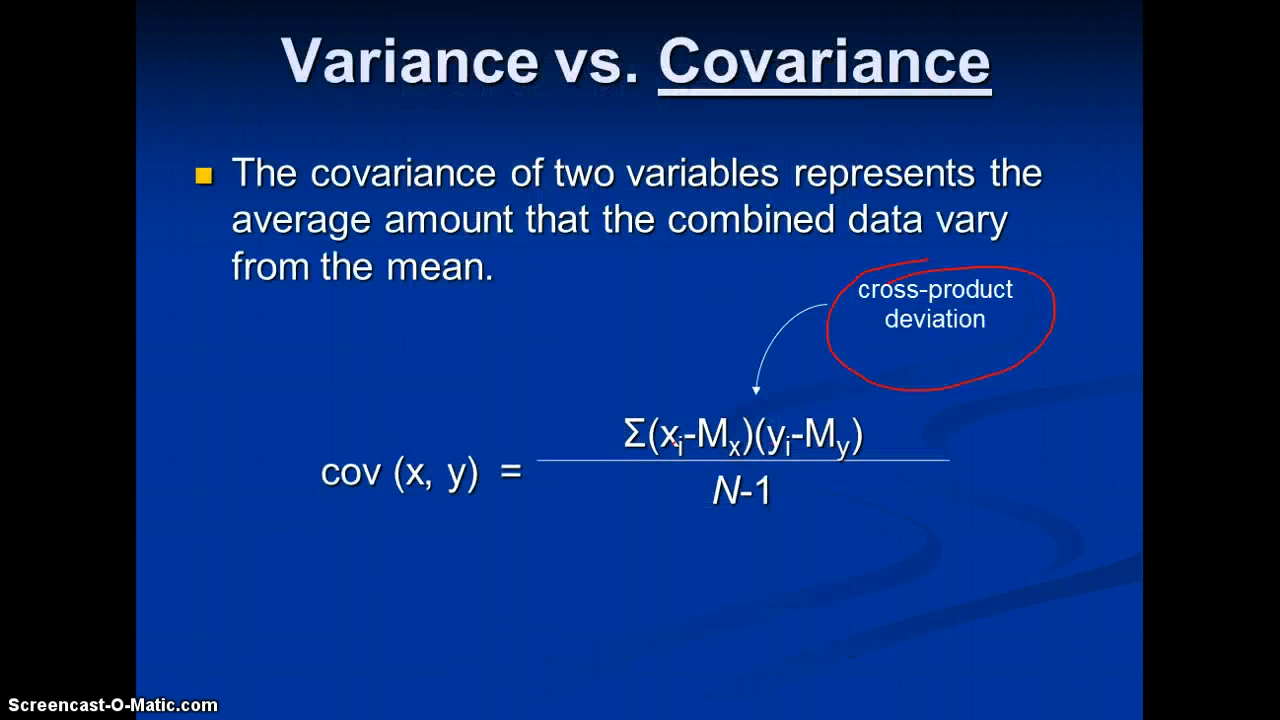 Variance vs. Covariance
The covariance of two variables represents the
average amount that the combined data vary
from the mean.
cross-product
deviation
Σ(xi-Mx)(yi-My)
cov (x, y) =
N-1
Screencast-O-Matic.com